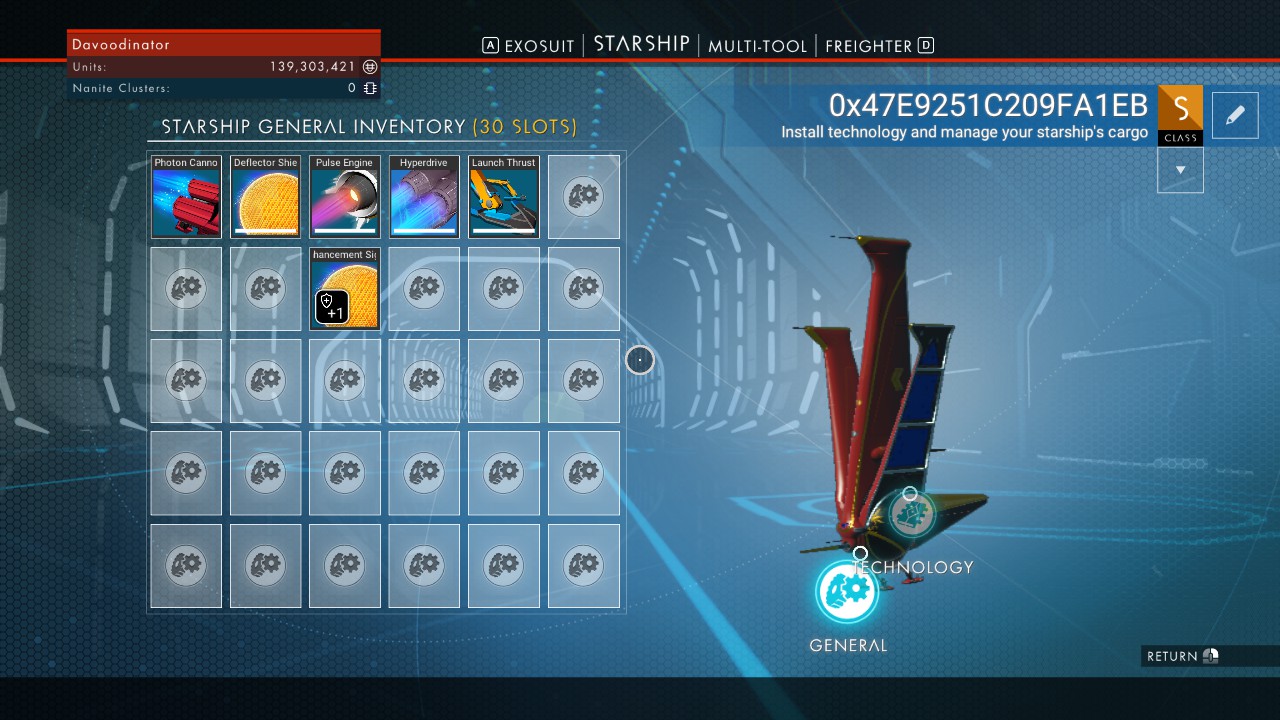 Davoodinator
Units: 139,303,421
Nanite Clusters: 0
A EXOSUIT STARSHIP MULTI-TOOL FREIGHTER D
0x47E9251C209FA1EB
Install technology and manage your starship's cargo
S
CLASS
STARSHIP GENERAL INVENTORY (30 SLOTS)
Photon Canno Deflector Shie Pulse Engine Hyperdrive Launch Thrust
hancement Sig
+1
TECHNOLOGY
GENERAL
RETURN